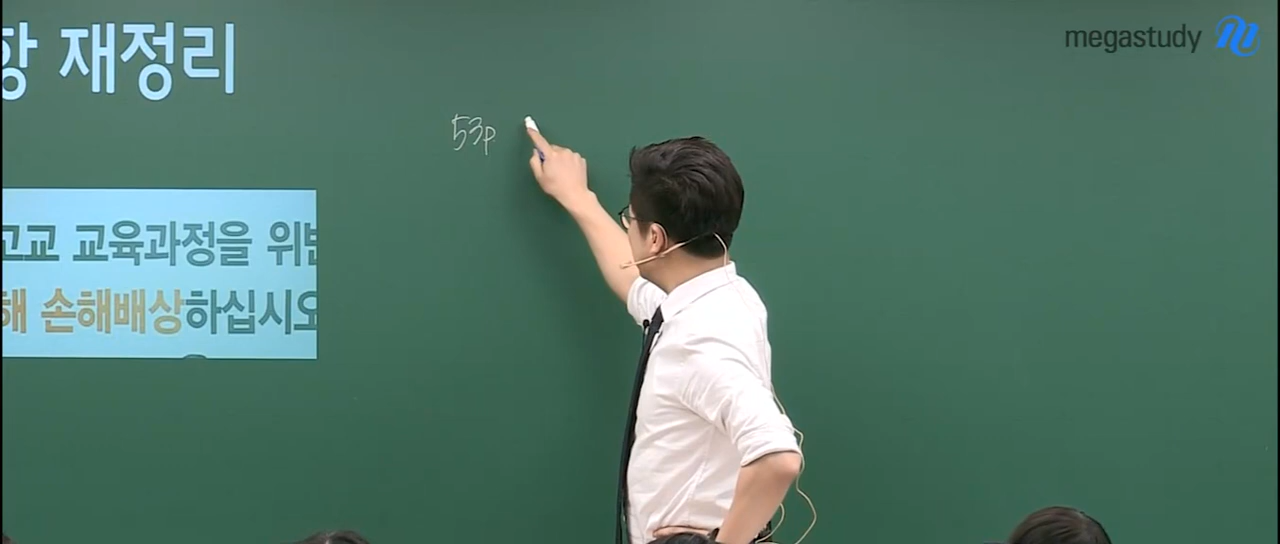 항 재정리
megastudy
53p
고교 교육과정을 위반
해 손해배상하십시오